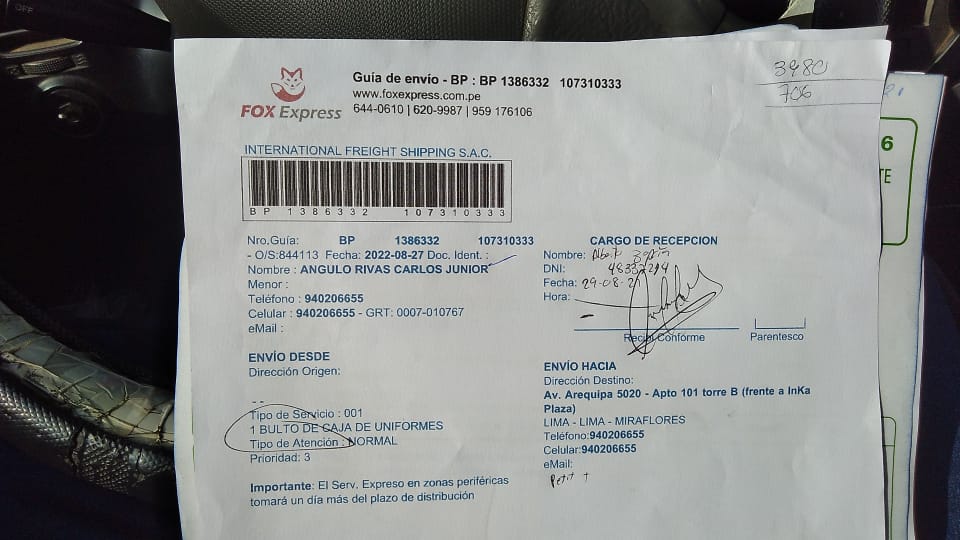 FOX Express
Guía de envío - BP : BP 1386332 107310333
www.foxexpress.com.pe
644-0610 | 620-9987 | 959 176106
3980
706
INTERNATIONAL FREIGHT SHIPPING S.A.C.
BP 1386332 107310333
Nro.Guía: BP 1386332 107310333
- O/S:844113 Fecha: 2022-08-27 Doc. Ident. :
Nombre : ANGULO RIVAS CARLOS JUNIOR
Menor :
Teléfono : 940206655
Celular : 940206655 - GRT: 0007-010767
eMail :
ENVÍO DESDE
Dirección Origen:
--
Tipo de Servicio : 001
1 BULTO DE CAJA DE UNIFORMES
Tipo de Atención : NORMAL
Prioridad: 3
Importante: El Serv. Expreso en zonas periféricas
tomará un día más del plazo de distribución
CARGO DE RECEPCION
Nombre:
DNI:
Fecha: 29-08-
Hora:
Recibi Conforme
Parentesco
ENVÍO HACIA
Dirección Destino:
Av. Arequipa 5020 - Apto 101 torre B (frente a InKa
Plaza)
LIMA - LIMA - MIRAFLORES
Teléfono:940206655
Celular:940206655
eMail:
6
TE